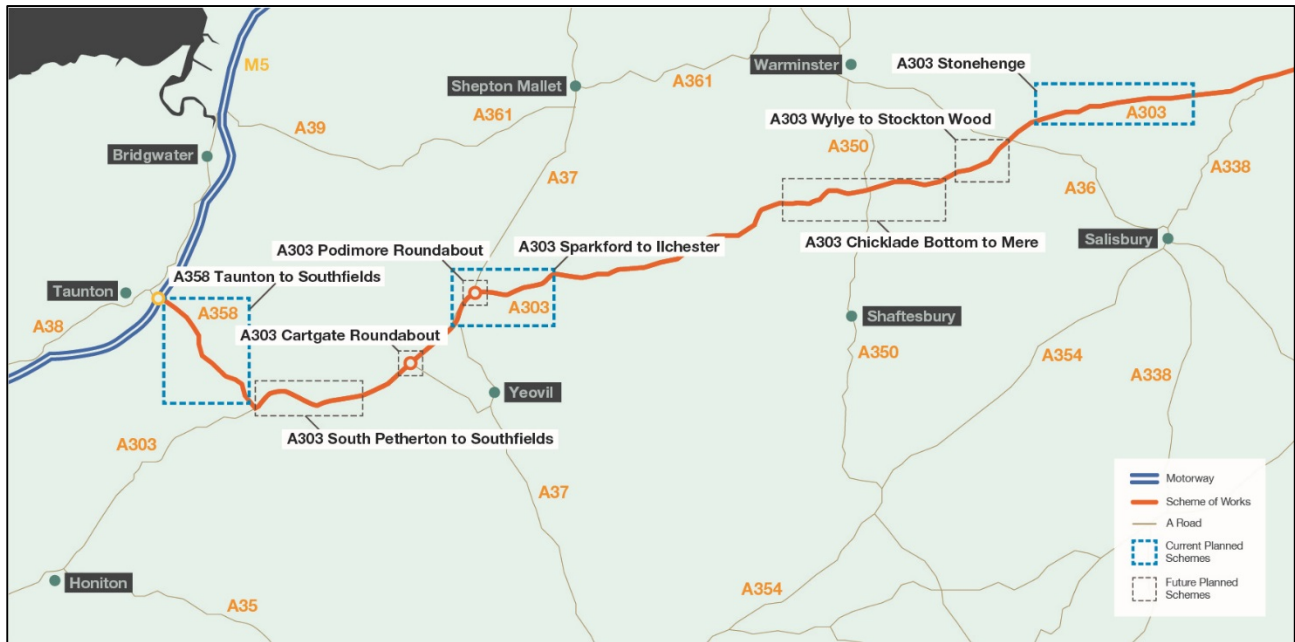 M5
Warminster
A303 Stonehenge
Shepton Mallet
A361
A303
A361
A303 Wylye to Stockton Wood
A39
A350
Bridgwater
A338
A37
A36
A303 Chicklade Bottom to Mere
Salisbury
A303 Podimore Roundabout
A303 Sparkford to Ilchester
A358 Taunton to Southfields
Taunton
A358
A303
A38
A303 Cartgate Roundabout
Shaftesbury
A350
A354
A338
Yeovil
A303 South Petherton to Southfields
A303
A37
Motorway
Scheme of Works
A Road
Current Planned
Schemes
Future Planned
Schemes
Honiton
A35
A354